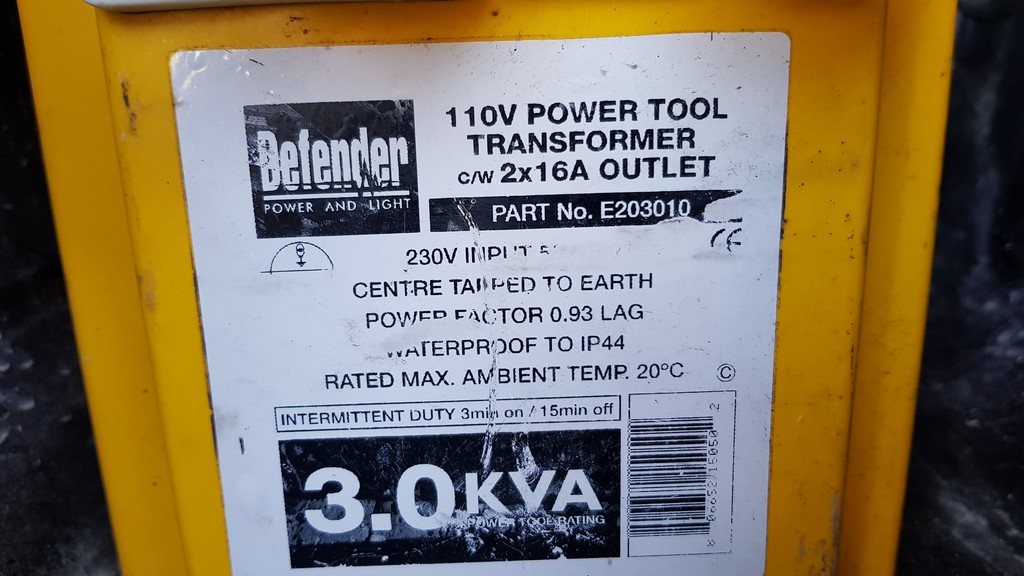 Defender
POWER AND LIGHT
110V POWER TOOL
TRANSFORMER
C/W 2x16A OUTLET
PART No. E203010
CE
230V INPUT 5
CENTRE TAPPED TO EARTH
POWER FACTOR 0.93 LAG
WATERPROOF TO IP44
RATED MAX. AMBIENT TEMP. 20°C ©
INTERMITTENT DUTY 3min on / 15min off
3.0KVA
POWER TOOL RATING